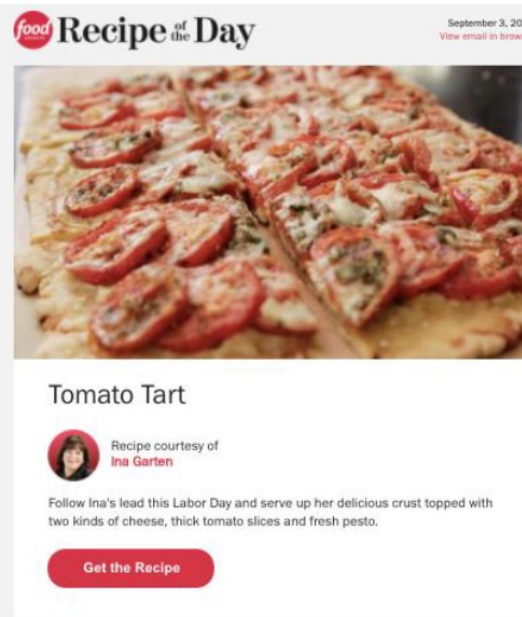 food
Recipe of the Day
September 3, 20
View email in brow
Tomato Tart
Recipe courtesy of
Ina Garten
Follow Ina's lead this Labor Day and serve up her delicious crust topped with
two kinds of cheese, thick tomato slices and fresh pesto.
Get the Recipe